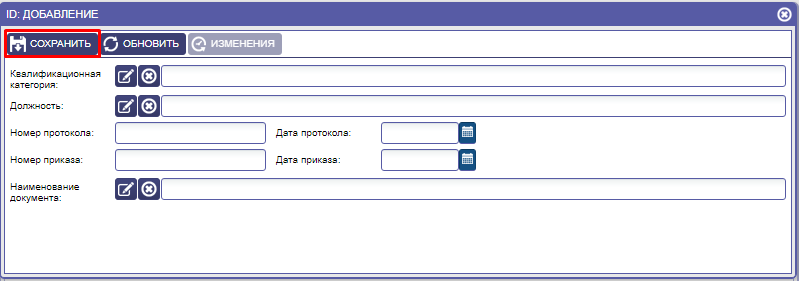 ID: ДОБАВЛЕНИЕ
СОХРАНИТЬ ОБНОВИТЬ ИЗМЕНЕНИЯ
Квалификационная
категория:
Должность:
Номер протокола: Дата протокола:
Номер приказа: Дата приказа:
Наименование
документа: